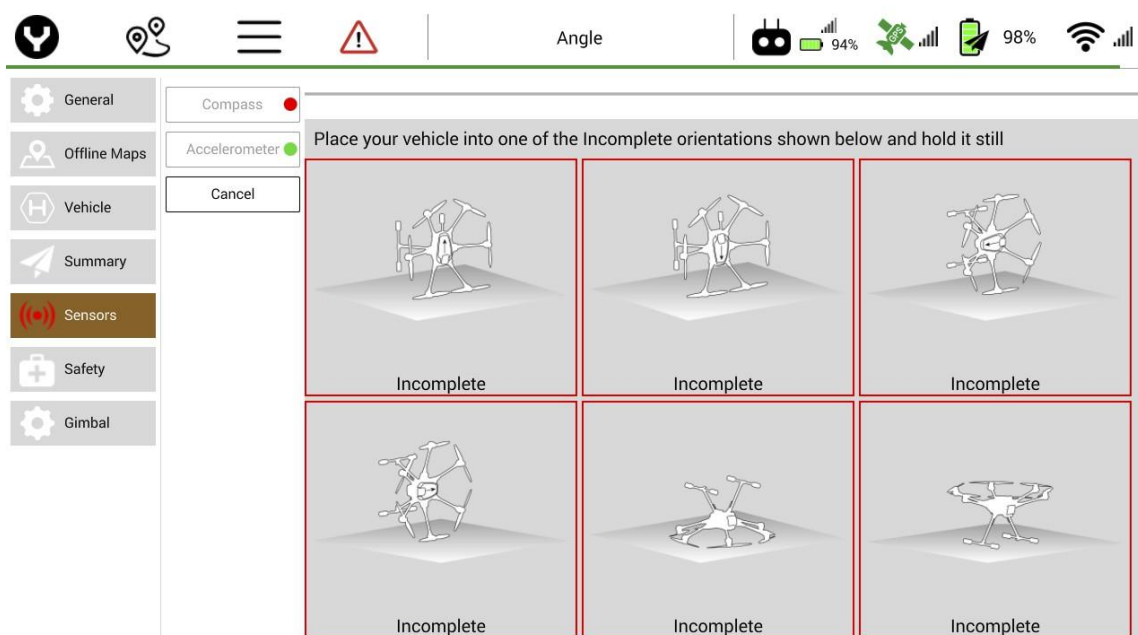 Angle
94%
GPS
98%
General
Offline Maps
Vehicle
Summary
Sensors
Safety
Gimbal
Compass
Accelerometer
Cancel
Place your vehicle into one of the Incomplete orientations shown below and hold it still
Incomplete
Incomplete
Incomplete
Incomplete
Incomplete
Incomplete